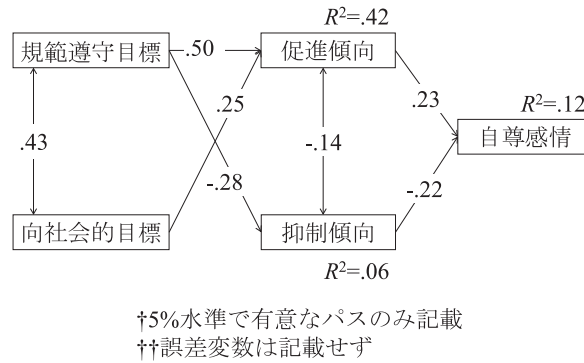 R²=.42
規範遵守目標
.50
促進傾向
.25
.23
R²=.12
.43
-.14
自尊感情
-.28
-.22
向社会的目標
抑制傾向
R²=.06
†5%水準で有意なパスのみ記載
††誤差変数は記載せず